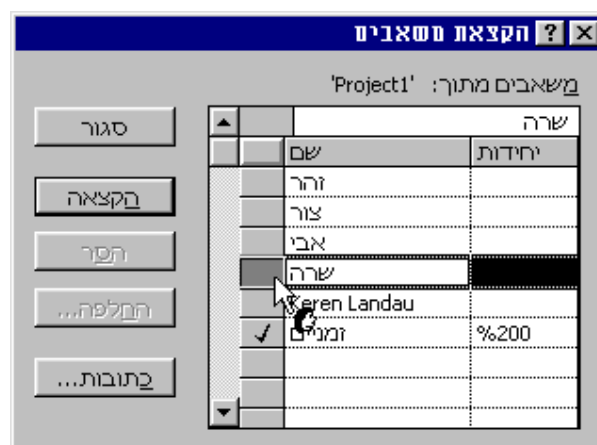 הקצאת משאבים
משאבים מתוך: 'Project1'
שרה
שם יחידות
זהר
צור
אבי
שרה
Keren Landau
זמניים %200
סגור
הקצאה
הסר
החלפה...
כתובות...